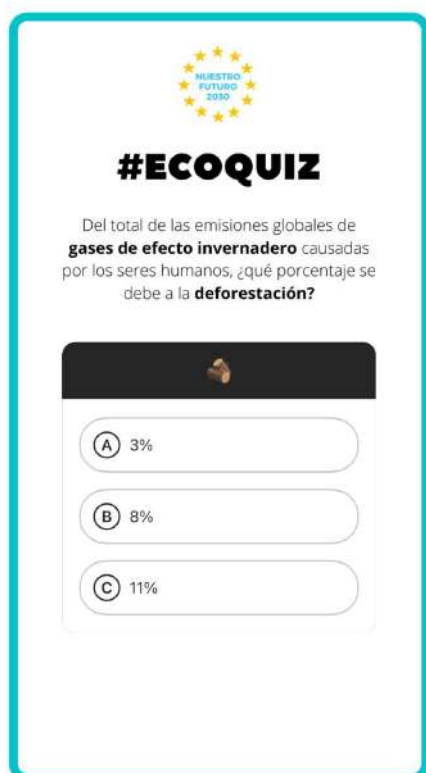 NUESTRO
FUTURO
2030
#ECOQUIZ
Del total de las emisiones globales de
gases de efecto invernadero causadas
por los seres humanos, ¿qué porcentaje se
debe a la deforestación?
A 3%
B 8%
C 11%